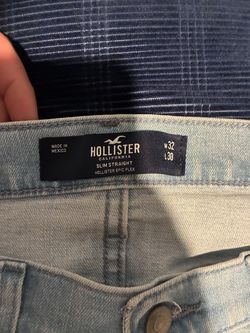 MADE IN
MEXICO
HOLLISTER
CALIFORNIA
SLIM STRAIGHT
HOLLISTER EPIC FLEX
W 32
L 30